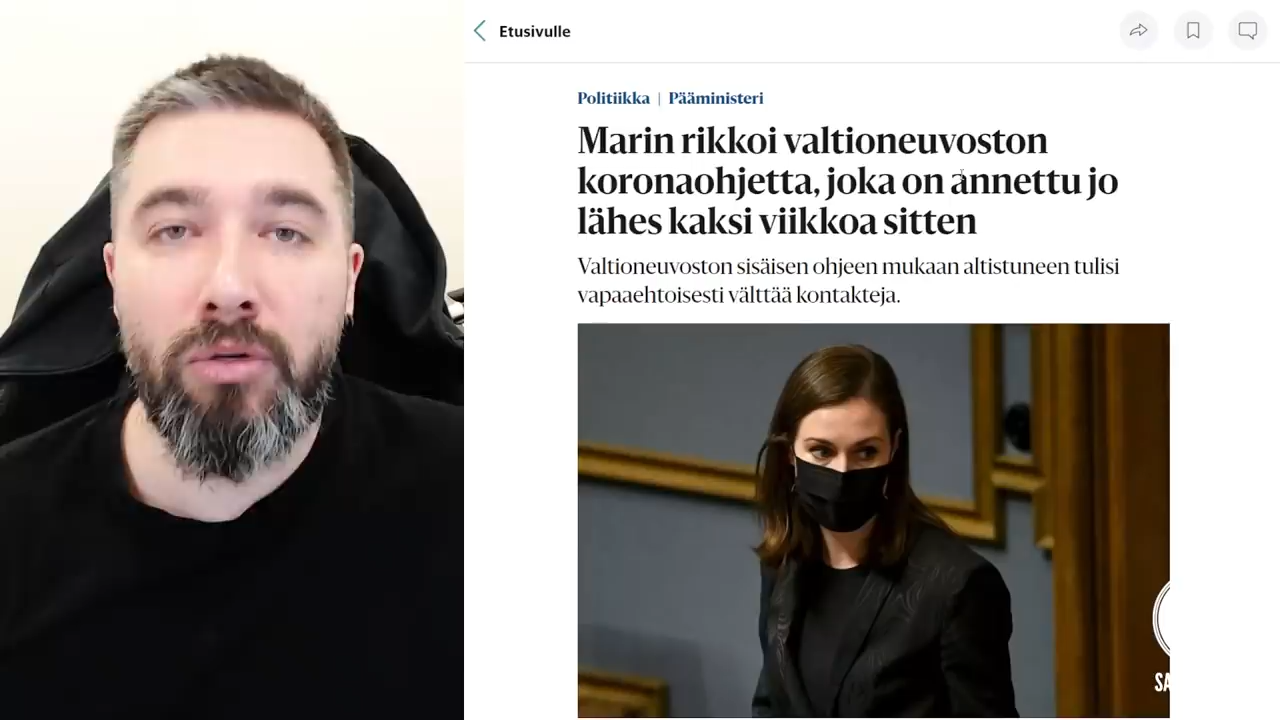 Etusivulle
Politiikka | Pääministeri
Marin rikkoi valtioneuvoston
koronaohjetta, joka on annettu jo
lähes kaksi viikkoa sitten
Valtioneuvoston sisäisen ohjeen mukaan altistuneen tulisi
vapaaehtoisesti välttää kontakteja.
SA